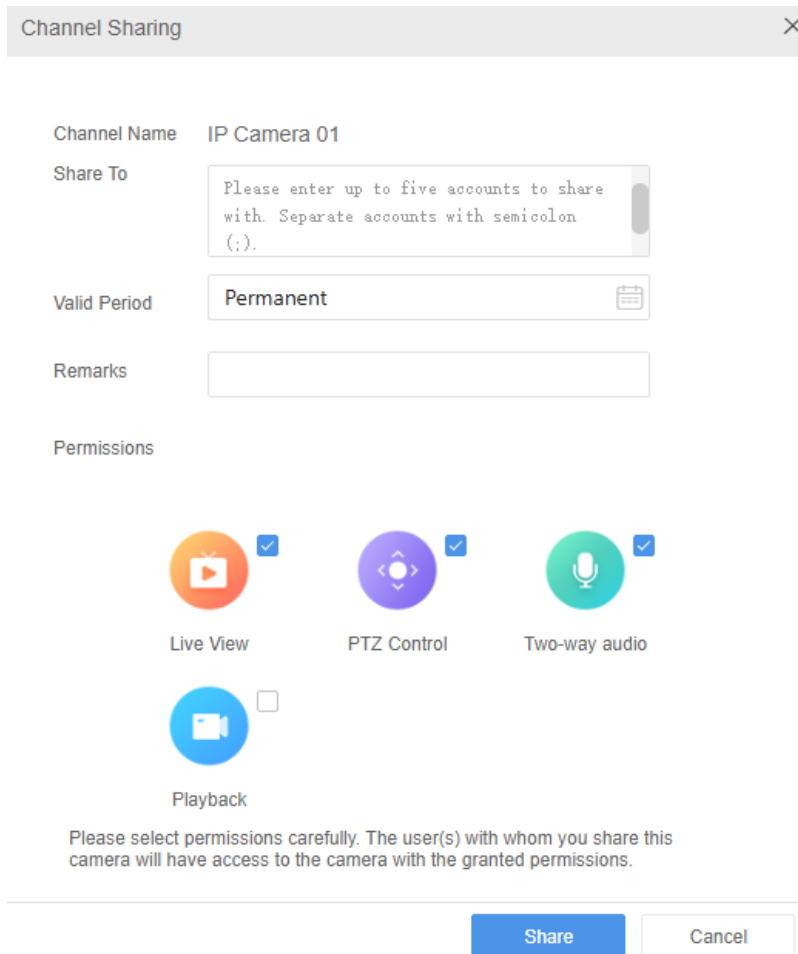 Channel Sharing
Channel Name IP Camera 01
Share To
Please enter up to five accounts to share
with. Separate accounts with semicolon
(;).
Valid Period Permanent
Remarks
Permissions
Live View PTZ Control Two-way audio
Playback
Please select permissions carefully. The user(s) with whom you share this
camera will have access to the camera with the granted permissions.
Share Cancel